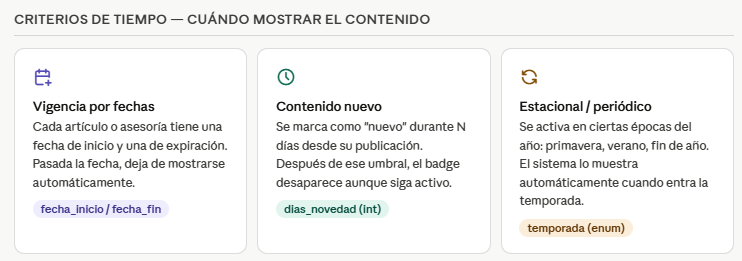 CRITERIOS DE TIEMPO — CUÁNDO MOSTRAR EL CONTENIDO
Vigencia por fechas
Cada artículo o asesoría tiene una
fecha de inicio y una de expiración.
Pasada la fecha, deja de mostrarse
automáticamente.
fecha_inicio / fecha_fin
Contenido nuevo
Se marca como "nuevo" durante N
días desde su publicación.
Después de ese umbral, el badge
desaparece aunque siga activo.
dias_novedad (int)
Estacional / periódico
Se activa en ciertas épocas del
año: primavera, verano, fin de año.
El sistema lo muestra
automáticamente cuando entra la
temporada.
temporada (enum)